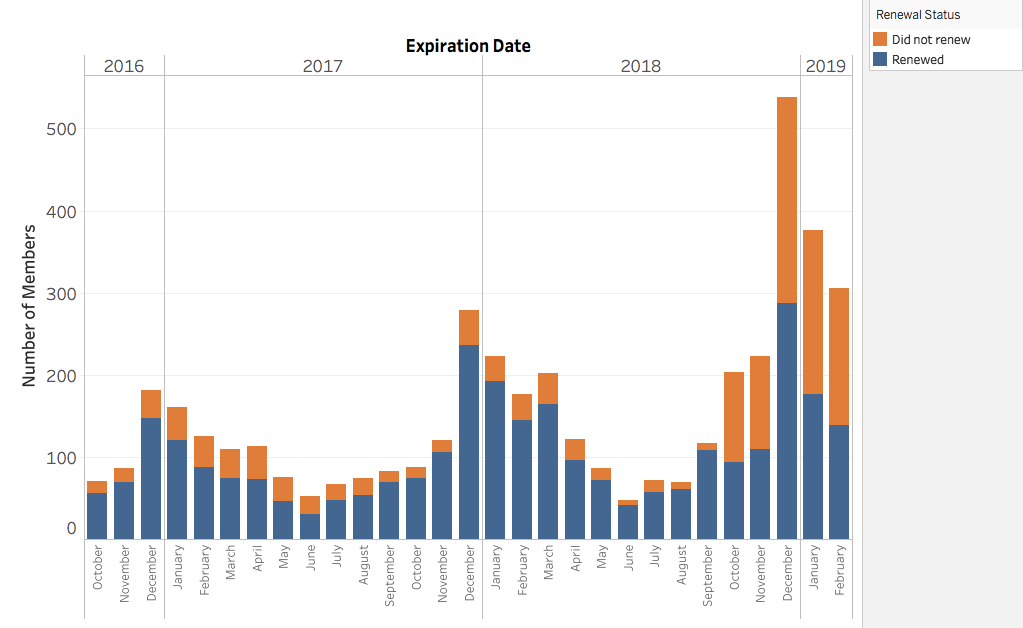 Renewal Status
Did not renew
Renewed
Expiration Date
2016 2017 2018 2019
Number of Members
500
400
300
200
100
0
October November December January February March April May June July August September October November December January February March April May June July August September October November December January February